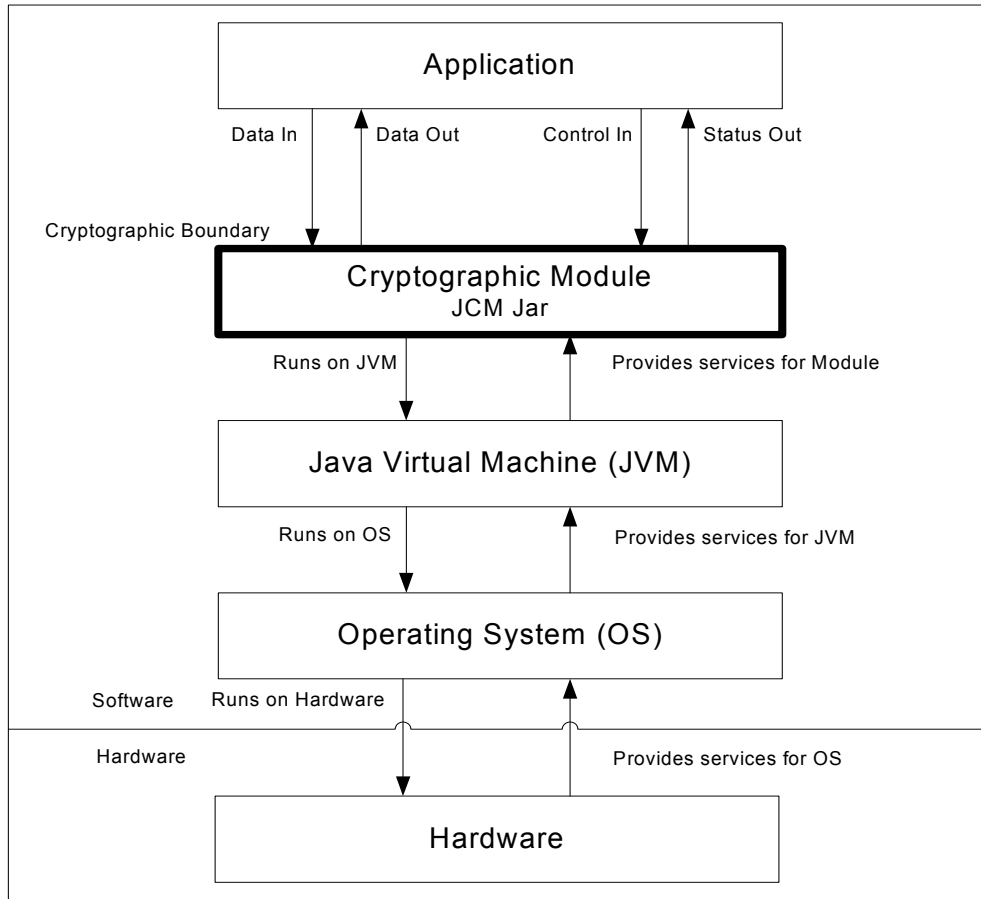 Application
Data In
Data Out
Control In
Status Out
Cryptographic Boundary
Cryptographic Module
JCM Jar
Runs on JVM
Provides services for Module
Java Virtual Machine (JVM)
Runs on OS
Provides services for JVM
Operating System (OS)
Software
Runs on Hardware
Hardware
Provides services for OS
Hardware